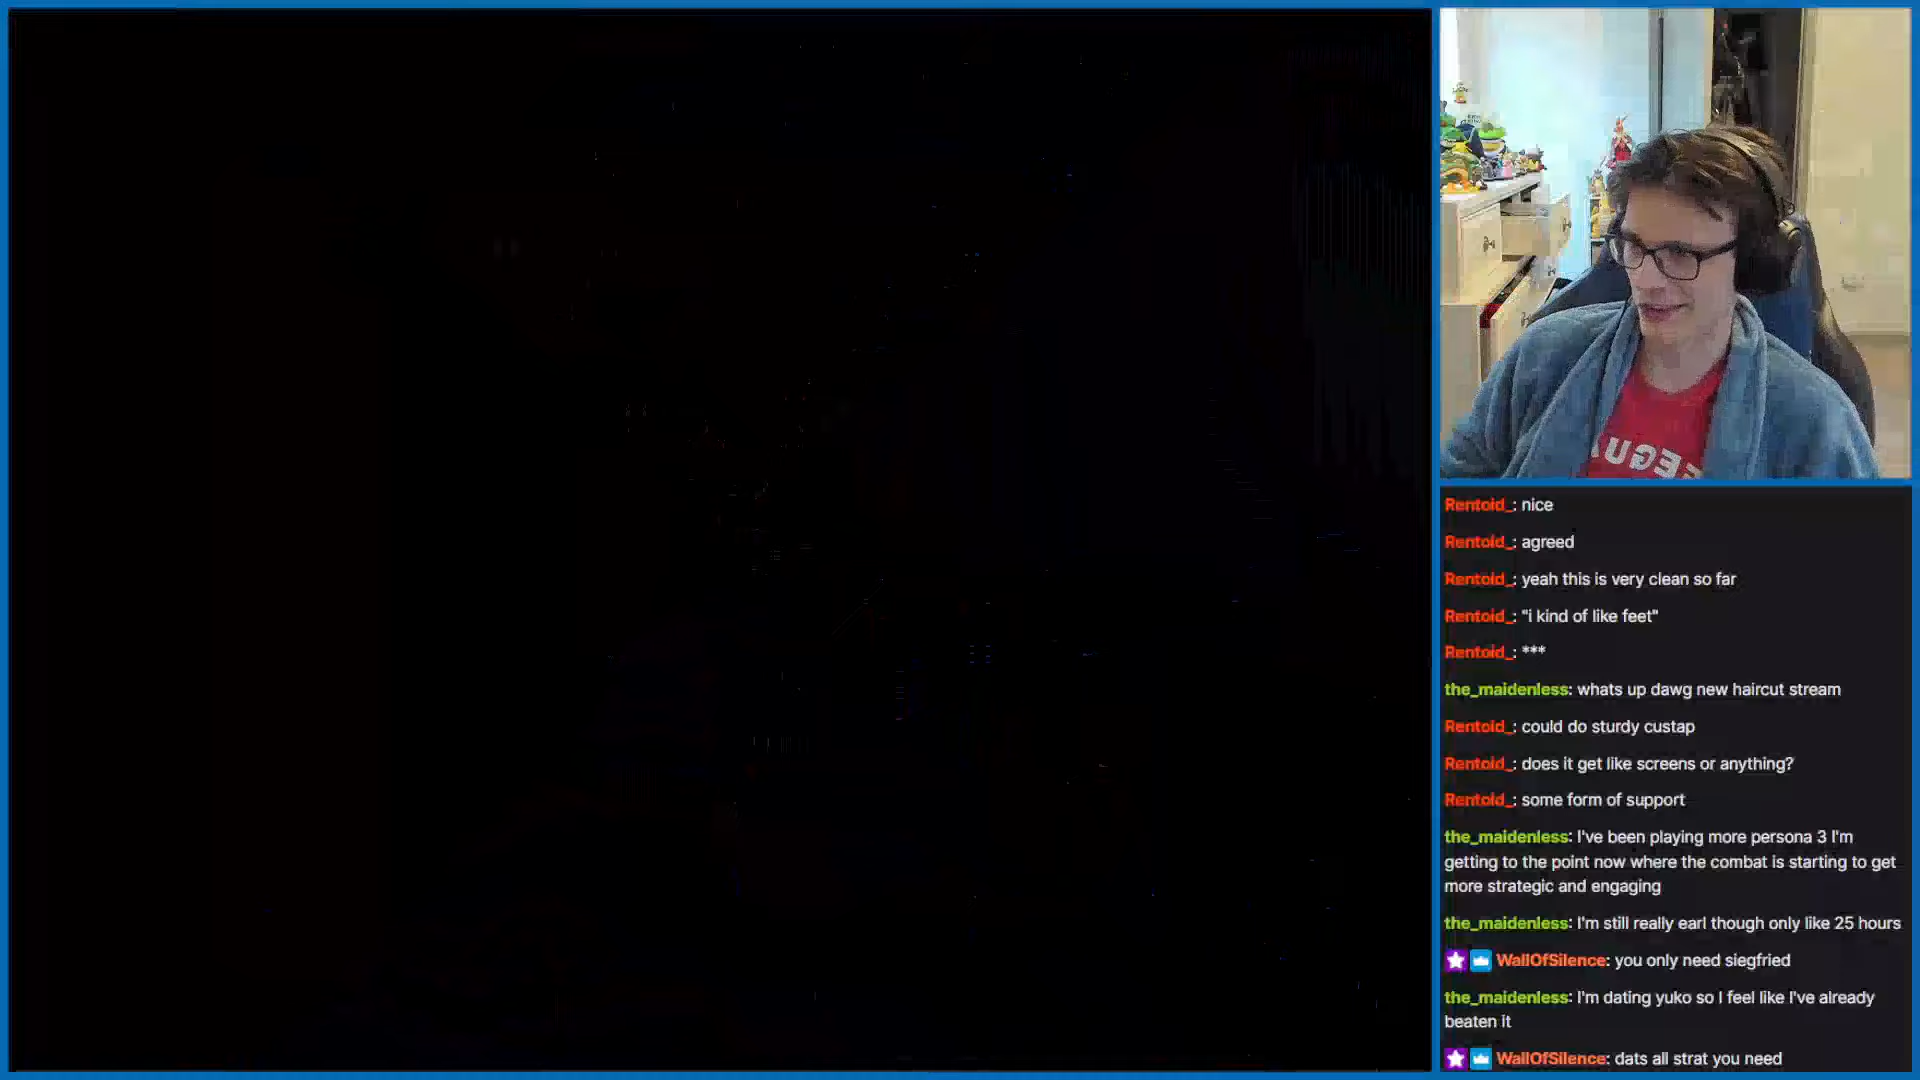 Rentoid_: nice
Rentoid_: agreed
Rentoid_: yeah this is very clean so far
Rentoid_: "i kind of like feet"
Rentoid_: ***
the_maidenless: whats up dawg new haircut stream
Rentoid_: could do sturdy custap
Rentoid_: does it get like screens or anything?
Rentoid_: some form of support
the_maidenless: I've been playing more persona 3 I'm
getting to the point now where the combat is starting to get
more strategic and engaging
the_maidenless: I'm still really earl though only like 25 hours
WallOfSilence: you only need siegfried
the_maidenless: I'm dating yuko so I feel like I've already
beaten it
WallOfSilence: dats all strat you need